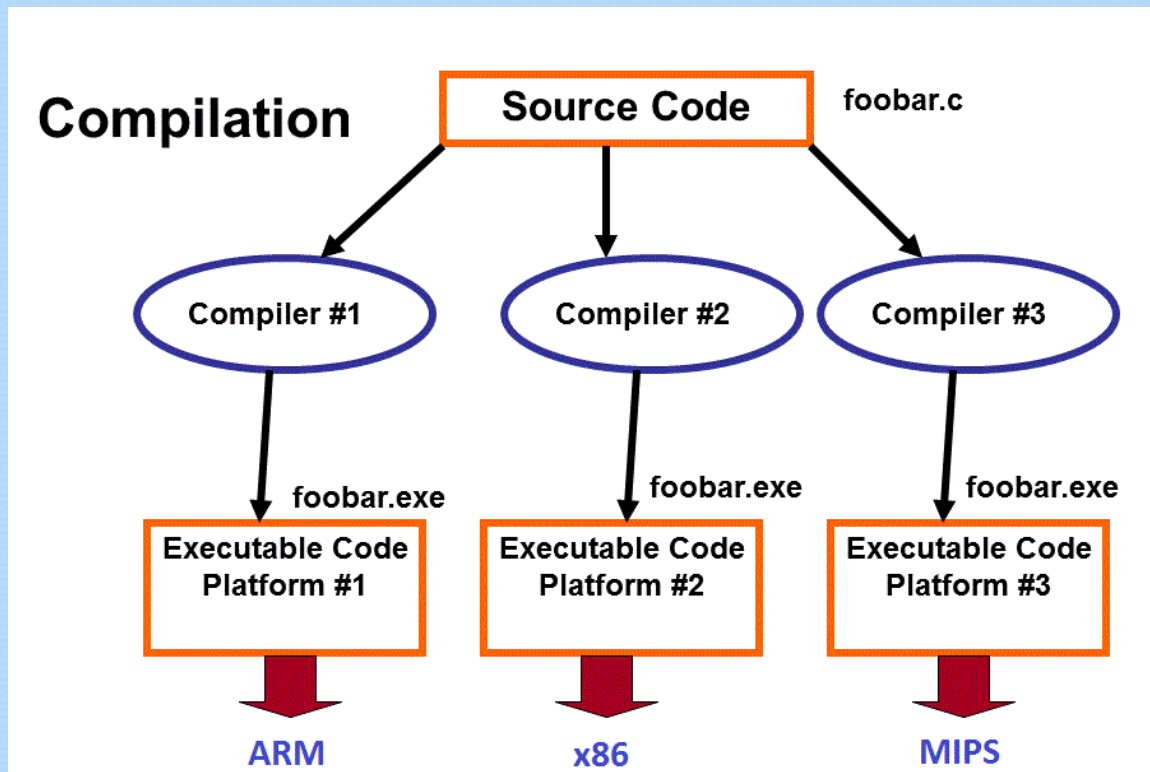 Compilation
Source Code
foobar.c
Compiler #1
Compiler #2
Compiler #3
foobar.exe
foobar.exe
foobar.exe
Executable Code
Platform #1
Executable Code
Platform #2
Executable Code
Platform #3
ARM
x86
MIPS